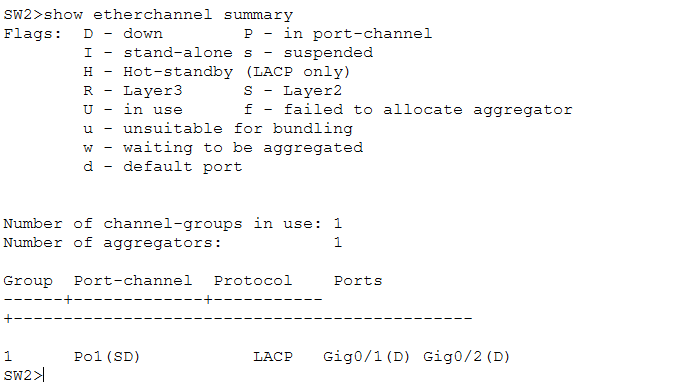 SW2>show etherchannel summary
Flags:  D - down        P - in port-channel
        I - stand-alone s - suspended
        H - Hot-standby (LACP only)
        R - Layer3      S - Layer2
        U - in use      f - failed to allocate aggregator
        u - unsuitable for bundling
        w - waiting to be aggregated
        d - default port
Number of channel-groups in use: 1
Number of aggregators:           1
Group  Port-channel  Protocol    Ports
------+-------------+-----------
+----------------------------------------------
1      Po1(SD)           LACP   Gig0/1(D) Gig0/2(D)
SW2>